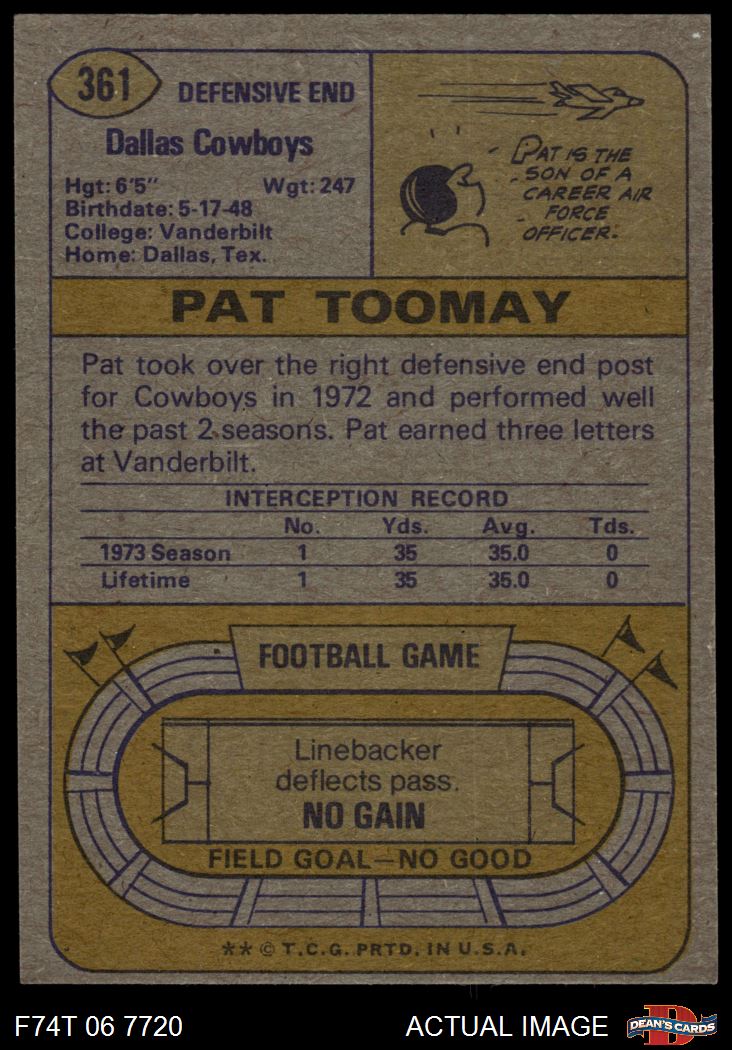 361
DEFENSIVE END
Dallas Cowboys
Hgt: 6'5" Wgt: 247
Birthdate: 5-17-48
College: Vanderbilt
Home: Dallas, Tex.
PAT IS THE
SON OF A
CAREER AIR
FORCE
OFFICER.
PAT TOOMAY
Pat took over the right defensive end post
for Cowboys in 1972 and performed well
the past 2 seasons. Pat earned three letters
at Vanderbilt.
INTERCEPTION RECORD
No. Yds. Avg. Tds.
1973 Season 1 35 35.0 0
Lifetime 1 35 35.0 0
FOOTBALL GAME
Linebacker
deflects pass.
NO GAIN
FIELD GOAL—NO GOOD
** © T.C.G. PRTD. IN U.S.A.
F74T 06 7720 ACTUAL IMAGE
D
DEAN'S CARDS